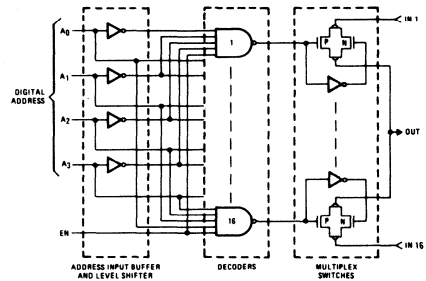 A0
IN 1
1
P N
A1
DIGITAL
ADDRESS
A2
OUT
A3
P N
16
EN
IN 16
ADDRESS INPUT BUFFER
AND LEVEL SHIFTER
DECODERS
MULTIPLEX
SWITCHES